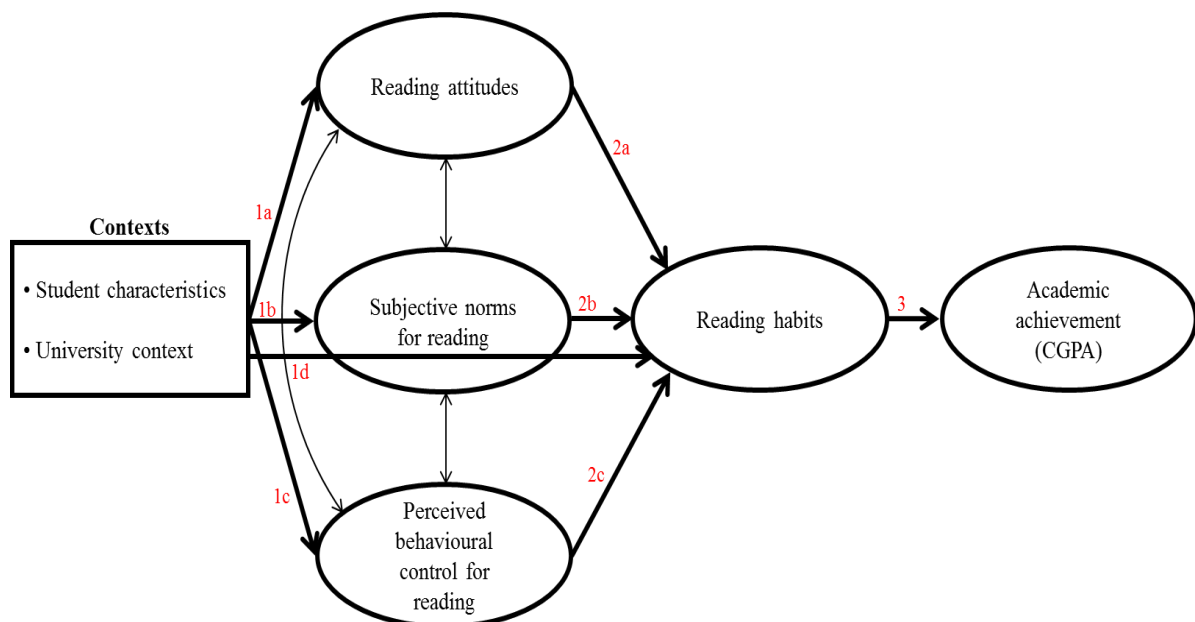 Reading attitudes
2a
1a
Contexts
• Student characteristics
• University context
1b
Subjective norms
for reading
2b
Reading habits
3
Academic
achievement
(CGPA)
1d
1c
2c
Perceived
behavioural
control for
reading